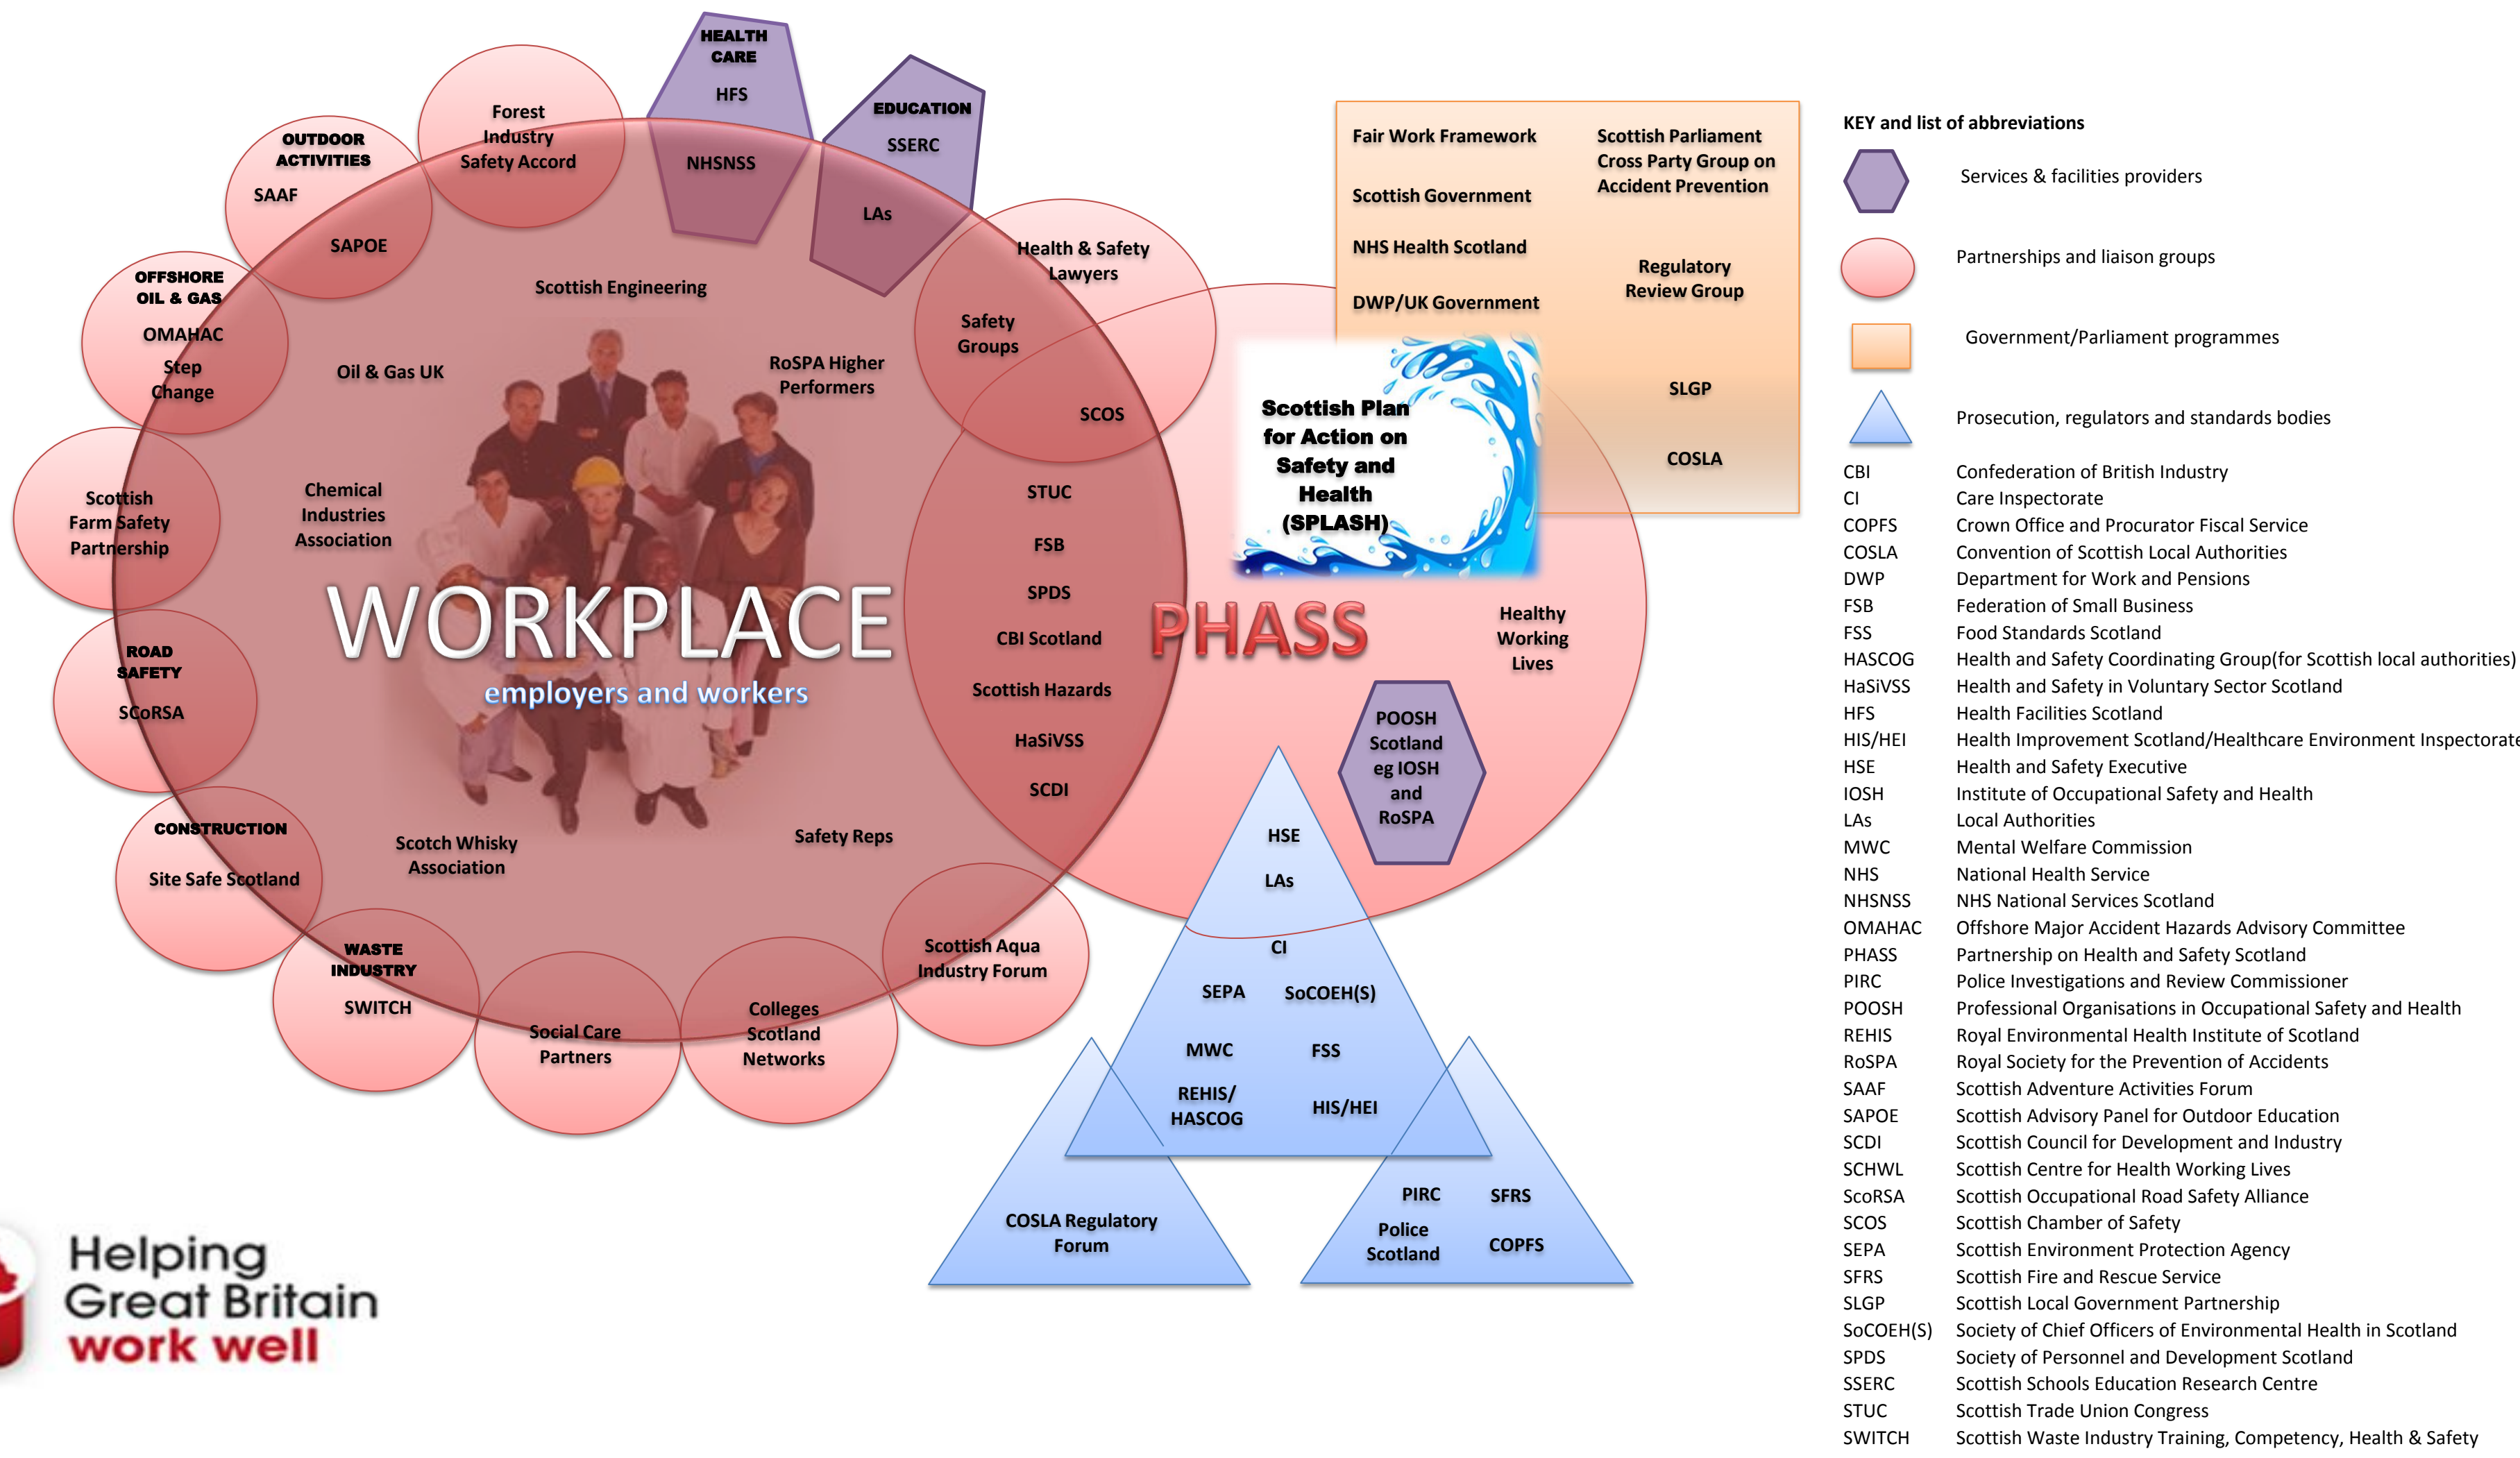 HEALTH
CARE
HFS
NHSNSS
EDUCATION
SSERC
LAs
Forest
Industry
Safety Accord
OUTDOOR
ACTIVITIES
SAAF
SAPOE
OFFSHORE
OIL & GAS
OMAHAC
Step
Change
Scottish
Farm Safety
Partnership
ROAD
SAFETY
SCoRSA
CONSTRUCTION
Site Safe Scotland
WASTE
INDUSTRY
SWITCH
Social Care
Partners
Colleges
Scotland
Networks
Scottish Aqua
Industry Forum
Health & Safety
Lawyers
Safety
Groups
SCOS
Scottish Engineering
Oil & Gas UK
RoSPA Higher
Performers
Chemical
Industries
Association
WORKPLACE
employers and workers
Scotch Whisky
Association
Safety Reps
STUC
FSB
SPDS
CBI Scotland
Scottish Hazards
HaSiVSS
SCDI
Fair Work Framework
Scottish Government
NHS Health Scotland
DWP/UK Government
Scottish Parliament
Cross Party Group on
Accident Prevention
Regulatory
Review Group
SLGP
COSLA
Scottish Plan
for Action on
Safety and
Health
(SPLASH)
PHASS
Healthy
Working
Lives
POOSH
Scotland
eg IOSH
and
RoSPA
HSE
LAs
CI
SEPA SoCOEH(S)
MWC FSS
REHIS/
HASCOG
HIS/HEI
COSLA Regulatory
Forum
PIRC SFRS
Police
Scotland
COPFS
Helping
Great Britain
work well
KEY and list of abbreviations
Services & facilities providers
Partnerships and liaison groups
Government/Parliament programmes
Prosecution, regulators and standards bodies
CBI Confederation of British Industry
CI Care Inspectorate
COPFS Crown Office and Procurator Fiscal Service
COSLA Convention of Scottish Local Authorities
DWP Department for Work and Pensions
FSB Federation of Small Business
FSS Food Standards Scotland
HASCOG Health and Safety Coordinating Group(for Scottish local authorities)
HaSiVSS Health and Safety in Voluntary Sector Scotland
HFS Health Facilities Scotland
HIS/HEI Health Improvement Scotland/Healthcare Environment Inspectorate
HSE Health and Safety Executive
IOSH Institute of Occupational Safety and Health
LAs Local Authorities
MWC Mental Welfare Commission
NHS National Health Service
NHSNSS NHS National Services Scotland
OMAHAC Offshore Major Accident Hazards Advisory Committee
PHASS Partnership on Health and Safety Scotland
PIRC Police Investigations and Review Commissioner
POOSH Professional Organisations in Occupational Safety and Health
REHIS Royal Environmental Health Institute of Scotland
RoSPA Royal Society for the Prevention of Accidents
SAAF Scottish Adventure Activities Forum
SAPOE Scottish Advisory Panel for Outdoor Education
SCDI Scottish Council for Development and Industry
SCHWL Scottish Centre for Health Working Lives
ScoRSA Scottish Occupational Road Safety Alliance
SCOS Scottish Chamber of Safety
SEPA Scottish Environment Protection Agency
SFRS Scottish Fire and Rescue Service
SLGP Scottish Local Government Partnership
SoCOEH(S) Society of Chief Officers of Environmental Health in Scotland
SPDS Society of Personnel and Development Scotland
SSERC Scottish Schools Education Research Centre
STUC Scottish Trade Union Congress
SWITCH Scottish Waste Industry Training, Competency, Health & Safety